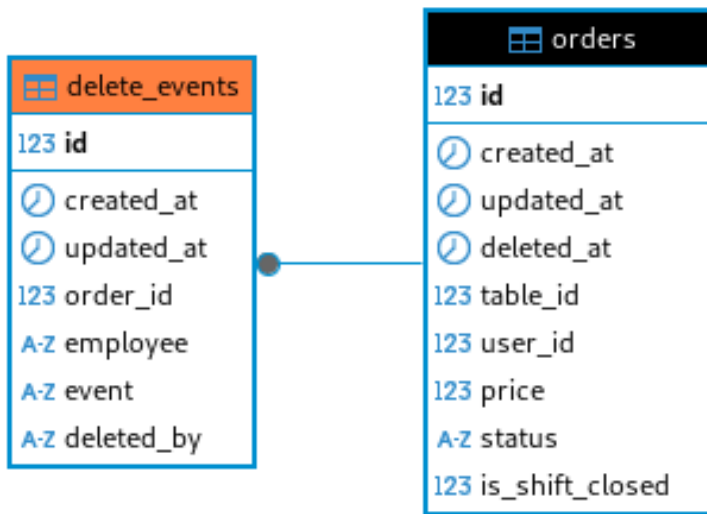 delete_events
123 id
created_at
updated_at
123 order_id
A-Z employee
A-Z event
A-Z deleted_by
orders
123 id
created_at
updated_at
deleted_at
123 table_id
123 user_id
123 price
A-Z status
123 is_shift_closed